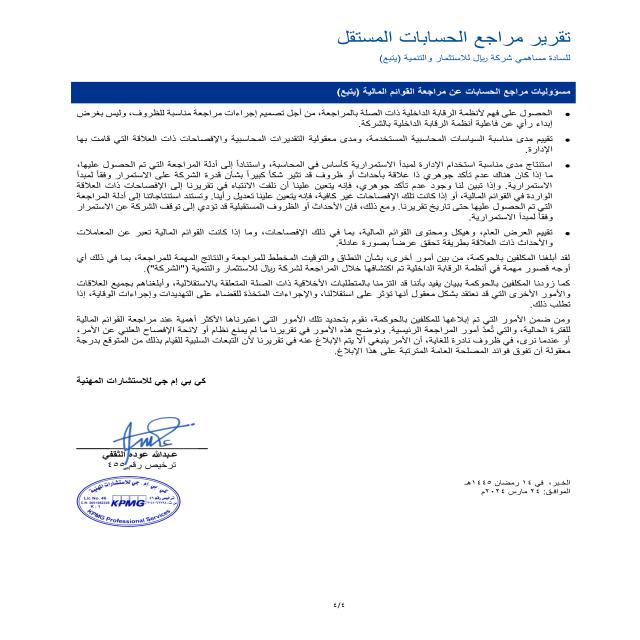 تقرير مراجع الحسابات المستقل
للسادة مساهمي شركة ريال للاستثمار والتنمية (يتبع)
مسؤوليات مراجع الحسابات عن مراجعة القوائم المالية (يتبع)
• الحصول على فهم لأنظمة الرقابة الداخلية ذات الصلة بالمراجعة، من أجل تصميم إجراءات مراجعة مناسبة للظروف، وليس بغرض
إبداء رأي عن فاعلية أنظمة الرقابة الداخلية بالشركة.
• تقييم مدى مناسبة السياسات المحاسبية المستخدمة، ومدى معقولية التقديرات المحاسبية والإفصاحات ذات العلاقة التي قامت بها
الإدارة.
• استنتاج مدى مناسبة استخدام الإدارة لمبدأ الاستمرارية كأساس في المحاسبة، واستناداً إلى أدلة المراجعة التي تم الحصول عليها،
ما إذا كان هناك عدم تأكد جوهري ذا علاقة بأحداث أو ظروف قد تثير شكاً كبيراً بشأن قدرة الشركة على الاستمرار وفقاً لمبدأ
الاستمرارية. وإذا تبين لنا وجود عدم تأكد جوهري، فإنه يتعين علينا أن نلفت الانتباه في تقريرنا إلى الإفصاحات ذات العلاقة
الواردة في القوائم المالية، أو إذا كانت تلك الإفصاحات غير كافية، فإنه يتعين علينا تعديل رأينا. وتستند استنتاجاتنا إلى أدلة المراجعة
التي تم الحصول عليها حتى تاريخ تقريرنا. ومع ذلك، فإن الأحداث أو الظروف المستقبلية قد تؤدي إلى توقف الشركة عن الاستمرار
وفقاً لمبدأ الاستمرارية.
• تقييم العرض العام، وهيكل ومحتوى القوائم المالية، بما في ذلك الإفصاحات، وما إذا كانت القوائم المالية تعبر عن المعاملات
والأحداث ذات العلاقة بطريقة تحقق عرضاً بصورة عادلة.
لقد أبلغنا المكلفين بالحوكمة، من بين أمور أخرى، بشأن النطاق والتوقيت المخطط للمراجعة والنتائج المهمة للمراجعة، بما في ذلك أي
أوجه قصور مهمة في أنظمة الرقابة الداخلية تم اكتشافها خلال المراجعة لشركة ريال للاستثمار والتنمية ("الشركة").
كما زودنا المكلفين بالحوكمة ببيان يفيد بأننا قد التزمنا بالمتطلبات الأخلاقية ذات الصلة المتعلقة بالاستقلالية، وأبلغناهم بجميع العلاقات
والأمور الأخرى التي قد نعتقد بشكل معقول أنها تؤثر على استقلالنا، والإجراءات المتخذة للقضاء على التهديدات وإجراءات الوقاية، إذا
تطلب ذلك.
ومن ضمن الأمور التي تم إبلاغها للمكلفين بالحوكمة، نقوم بتحديد تلك الأمور التي اعتبرناها الأكثر أهمية عند مراجعة القوائم المالية
للفترة الحالية، والتي تُعدّ أمور المراجعة الرئيسية. ونوضح هذه الأمور في تقريرنا ما لم يمنع نظام أو لائحة الإفصاح العلني عن الأمر،
أو عندما نرى، في ظروف نادرة للغاية، أن الأمر ينبغي ألا يتم الإبلاغ عنه في تقريرنا لأن التبعات السلبية للقيام بذلك من المتوقع بدرجة
معقولة أن تفوق فوائد المصلحة العامة المترتبة على هذا الإبلاغ.
كي بي إم جي للاستشارات المهنية
عبدالله عوده الثقفي
ترخيص رقم ٤٥٥
كي بي إم جي للاستشارات المهنية
Lic No. 46
KPMG
KPMG Professional Services
الخبر، في ١٤ رمضان ١٤٤٥هـ
الموافق: ٢٤ مارس ٢٠٢٤م
٤/٤